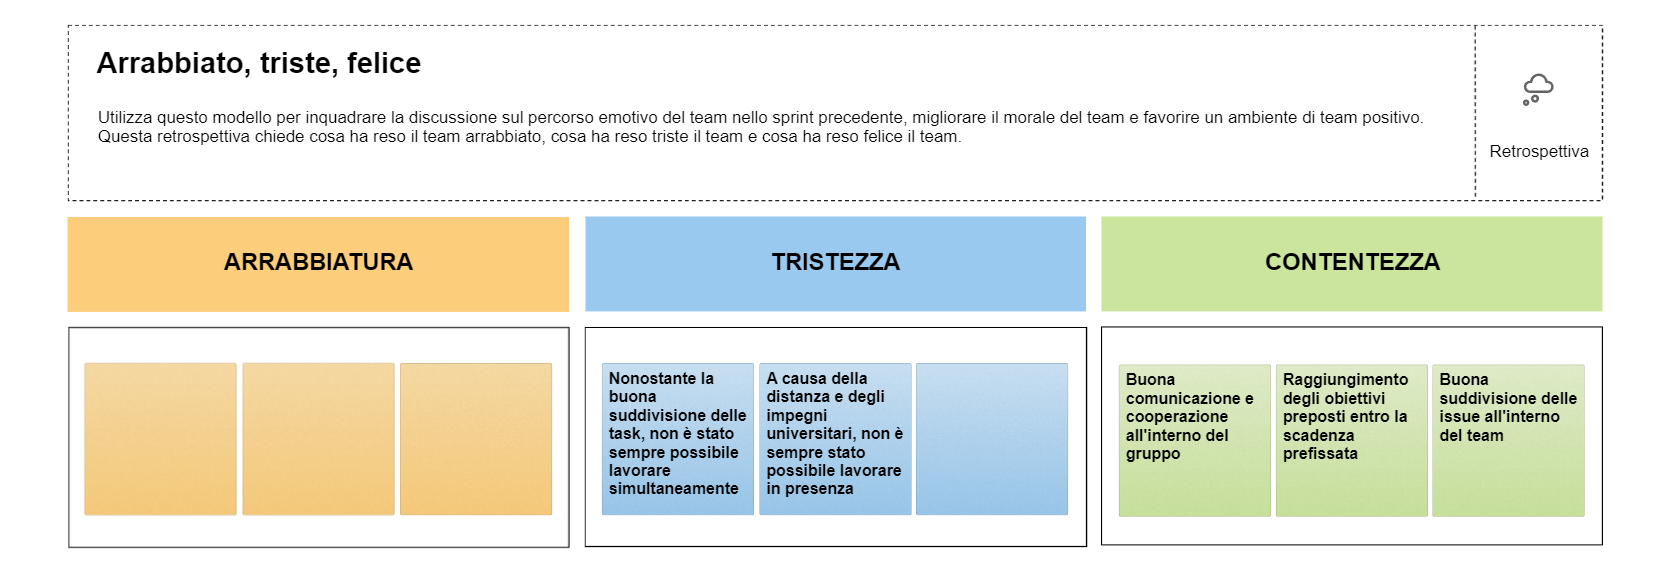 Arrabbiato, triste, felice
Utilizza questo modello per inquadrare la discussione sul percorso emotivo del team nello sprint precedente, migliorare il morale del team e favorire un ambiente di team positivo.
Questa retrospettiva chiede cosa ha reso il team arrabbiato, cosa ha reso triste il team e cosa ha reso felice il team.
Retrospettiva
ARRABBIATURA
TRISTEZZA
CONTENTEZZA
Nonostante la
buona
suddivisione delle
task, non è stato
sempre possibile
lavorare
simultaneamente
A causa della
distanza e degli
impegni
universitari, non è
sempre stato
possibile lavorare
in presenza
Buona
comunicazione e
cooperazione
all'interno del
gruppo
Raggiungimento
degli obiettivi
preposti entro la
scadenza
prefissata
Buona
suddivisione delle
issue all'interno
del team